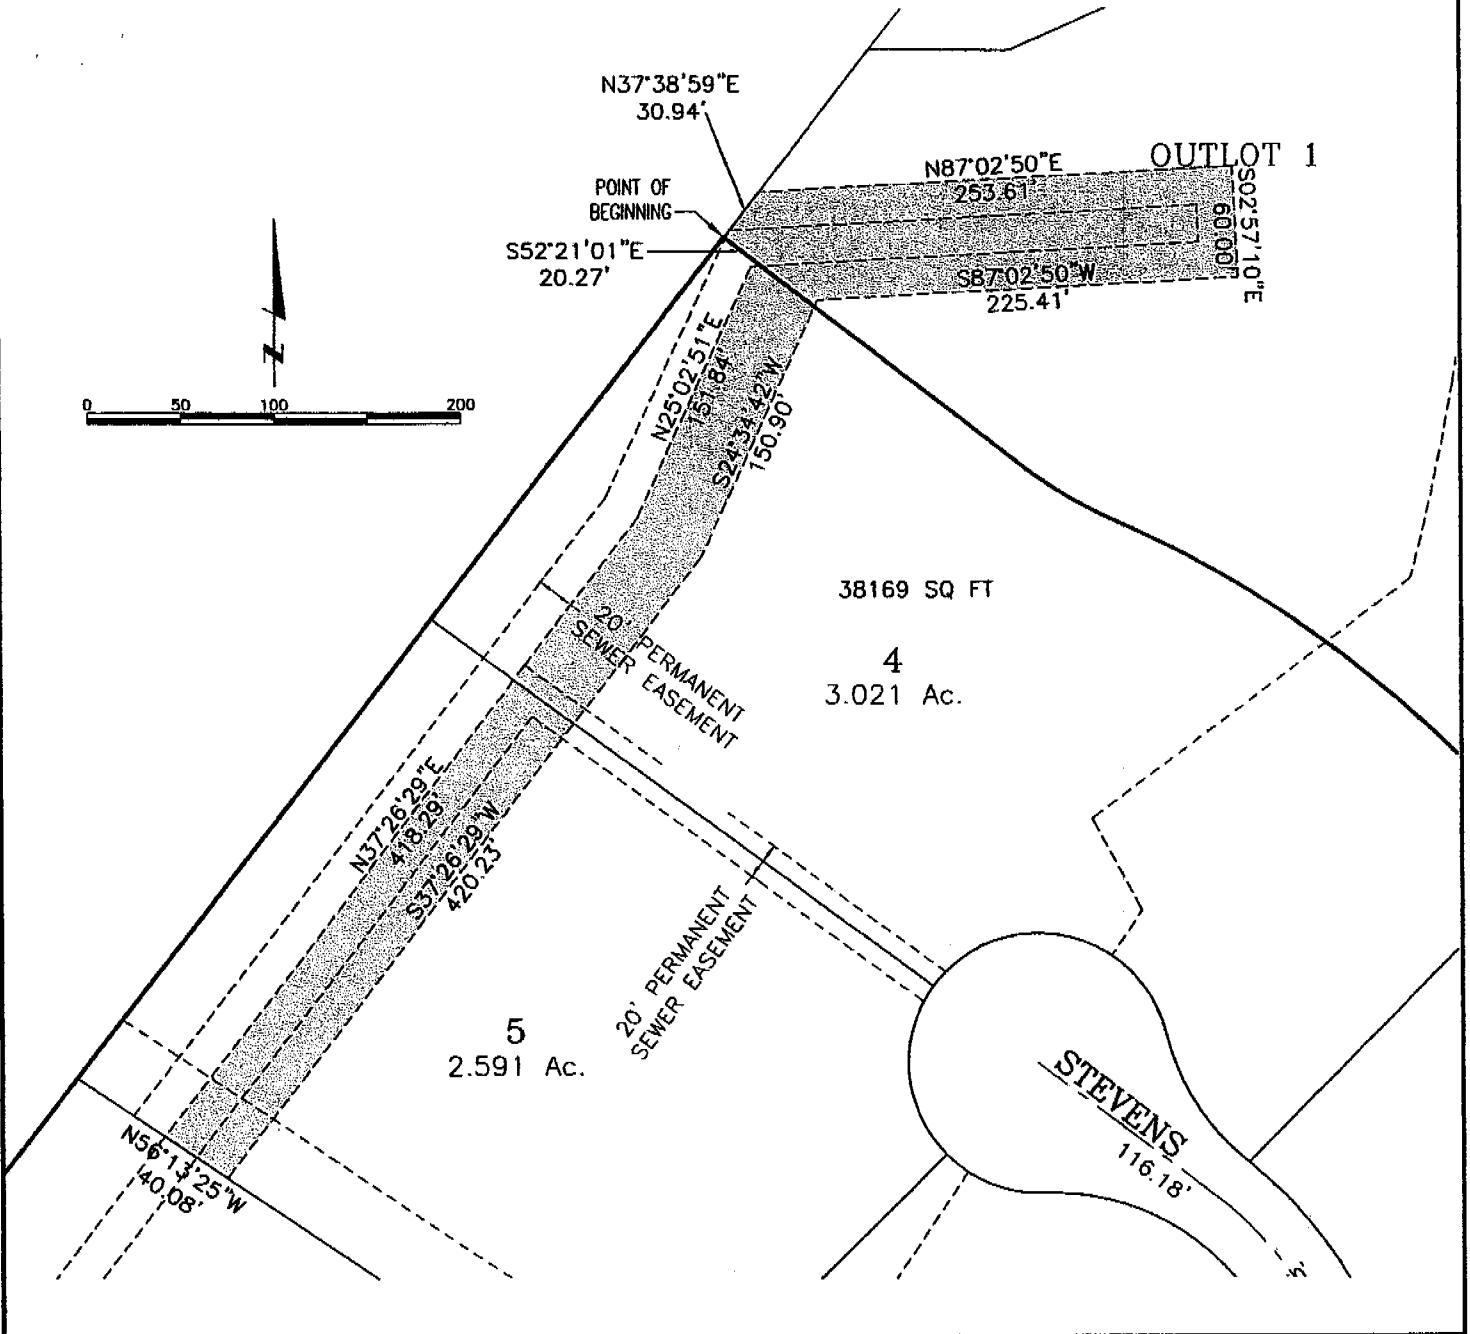 N37°38'59"E
30.94'
OUTLOT 1
N87°02'50"E
253.61'
S02°57'10"E
60.00'
POINT OF
BEGINNING
S52°21'01"E
20.27'
S87°02'50"W
225.41'
N
0 50 100 200
N25°02'51"E
151.84'
S24°34'42"W
150.90'
38169 SQ FT
4
3.021 Ac.
20' PERMANENT
SEWER EASEMENT
N37°26'29"E
418.29'
S37°26'29"W
420.23'
20' PERMANENT
SEWER EASEMENT
5
2.591 Ac.
STEVENS
116.18'
N56°13'25"W
40.08'